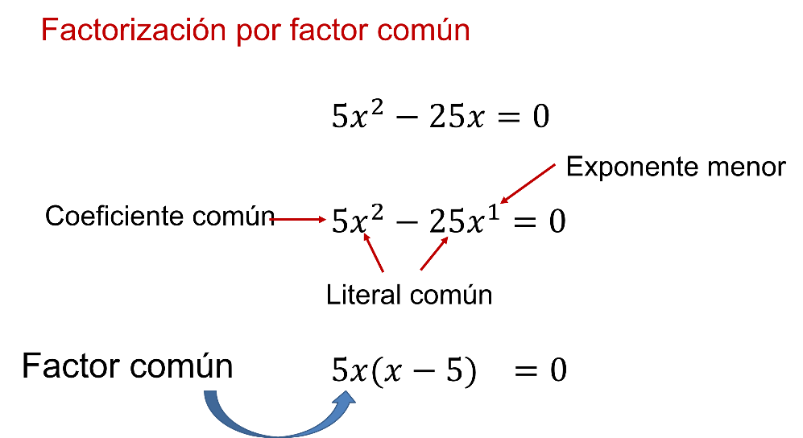 Factorización por factor común
5x² − 25x = 0
Exponente menor
Coeficiente común
5x² − 25x¹ = 0
Literal común
Factor común
5x(x − 5) = 0